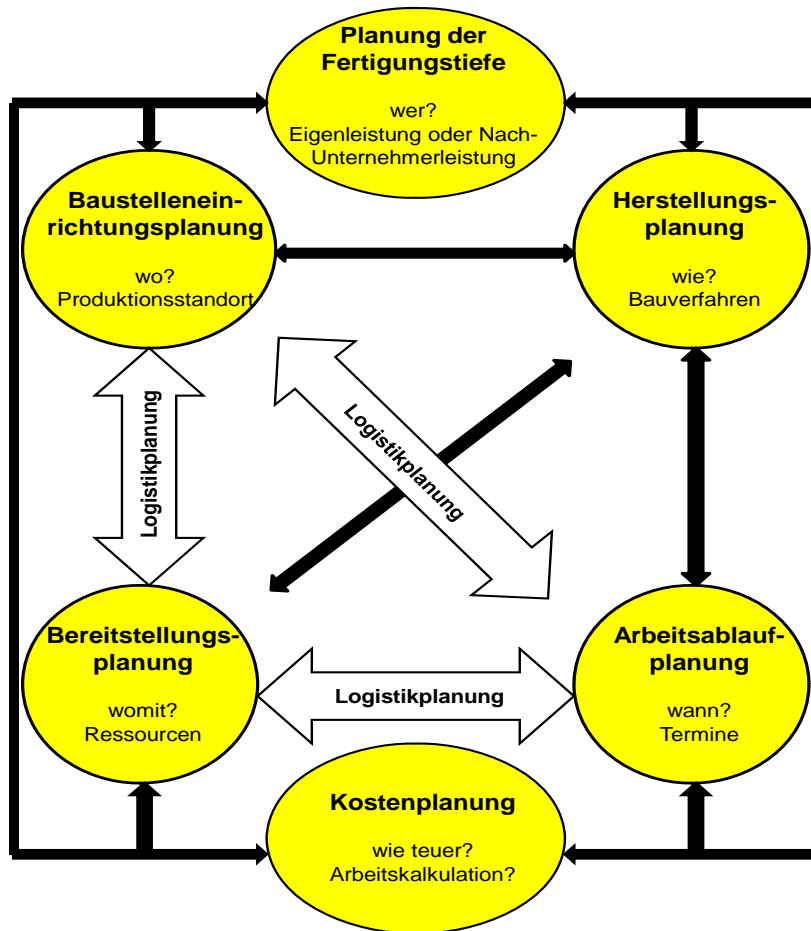 Planung der
Fertigungstiefe
wer?
Eigenleistung oder Nach-
Unternehmerleistung
Baustellenein-
richtungsplanung
wo?
Produktionsstandort
Herstellungs-
planung
wie?
Bauverfahren
Logistikplanung
Logistikplanung
Bereitstellungs-
planung
womit?
Ressourcen
Logistikplanung
Arbeitsablauf-
planung
wann?
Termine
Kostenplanung
wie teuer?
Arbeitskalkulation?